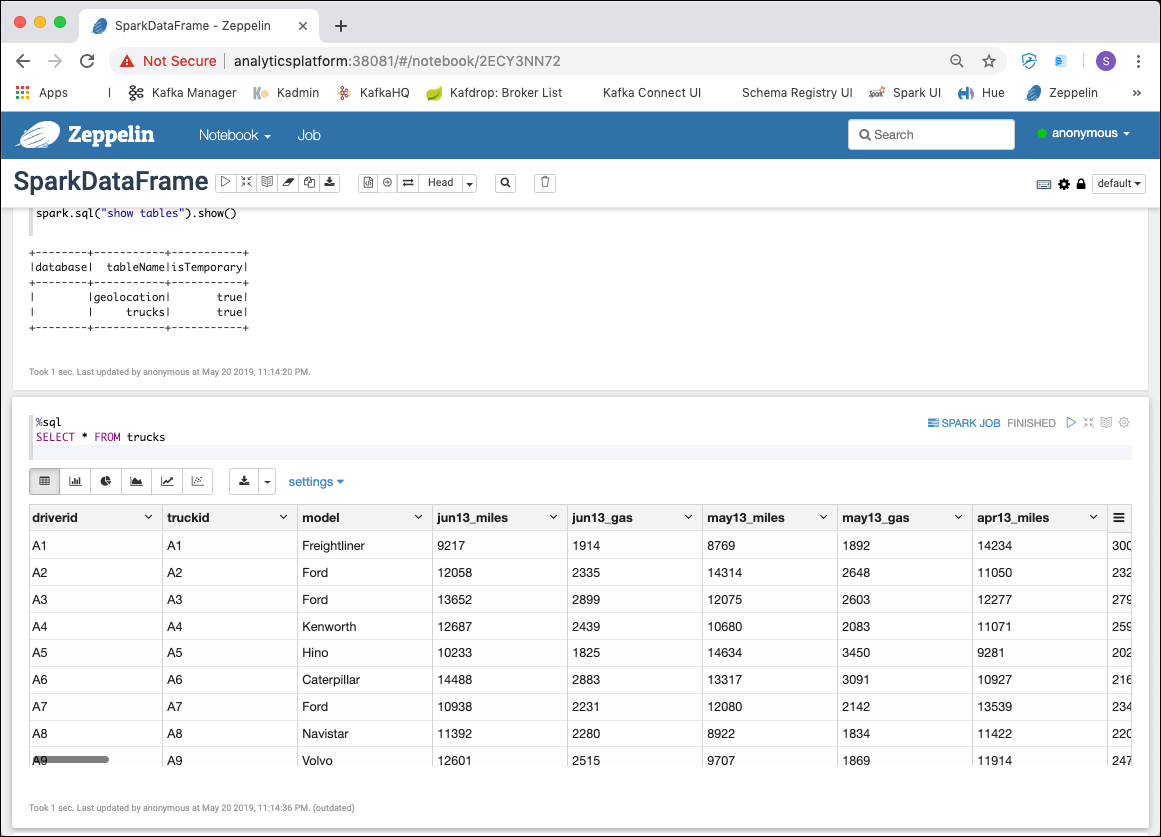 SparkDataFrame - Zeppelin
Not Secure | analyticsplatform:38081/#/notebook/2ECY3NN72
S
Apps Kafka Manager Kadmin KafkaHQ Kafdrop: Broker List Kafka Connect UI Schema Registry UI Spark UI Hue Zeppelin »
Zeppelin Notebook Job Search anonymous
SparkDataFrame Head default
spark.sql("show tables").show()
+--------+-----------+-----------+
|database|  tableName|isTemporary|
+--------+-----------+-----------+
|        |geolocation|       true|
|        |     trucks|       true|
+--------+-----------+-----------+
Took 1 sec. Last updated by anonymous at May 20 2019, 11:14:20 PM.
%sql
SPARK JOB FINISHED
SELECT * FROM trucks
settings
driverid truckid model jun13_miles jun13_gas may13_miles may13_gas apr13_miles
A1 A1 Freightliner 9217 1914 8769 1892 14234 300
A2 A2 Ford 12058 2335 14314 2648 11050 232
A3 A3 Ford 13652 2899 12075 2603 12277 279
A4 A4 Kenworth 12687 2439 10680 2083 11071 259
A5 A5 Hino 10233 1825 14634 3450 9281 202
A6 A6 Caterpillar 14488 2883 13317 3091 10927 216
A7 A7 Ford 10938 2231 12080 2142 13539 234
A8 A8 Navistar 11392 2280 8922 1834 11422 220
A9 A9 Volvo 12601 2515 9707 1869 11914 247
Took 1 sec. Last updated by anonymous at May 20 2019, 11:14:36 PM. (outdated)